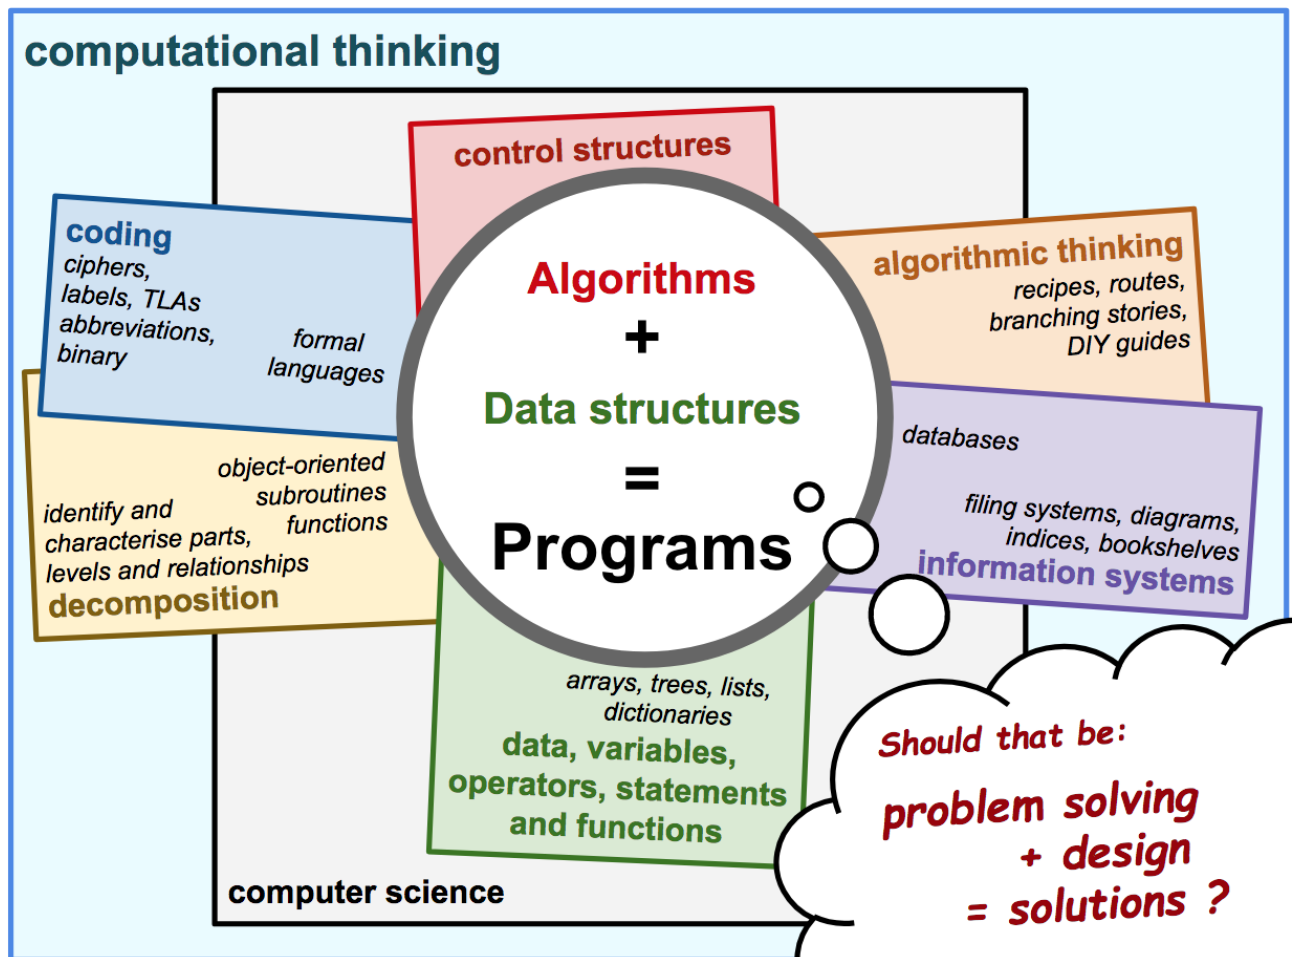 computational thinking
control structures
coding
ciphers,
labels, TLAs
abbreviations,
binary
formal
languages
algorithmic thinking
recipes, routes,
branching stories,
DIY guides
Algorithms
+
Data structures
=
Programs
object-oriented
subroutines
functions
identify and
characterise parts,
levels and relationships
decomposition
databases
filing systems, diagrams,
indices, bookshelves
information systems
arrays, trees, lists,
dictionaries
data, variables,
operators, statements
and functions
computer science
Should that be:
problem solving
+ design
= solutions ?